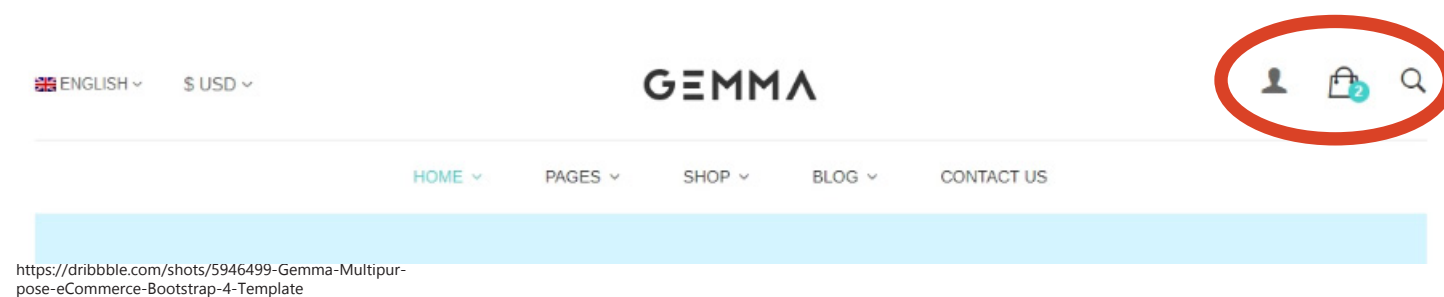 ENGLISH $ USD GEMMA 2
HOME PAGES SHOP BLOG CONTACT US
https://dribbble.com/shots/5946499-Gemma-Multipur-
pose-eCommerce-Bootstrap-4-Template